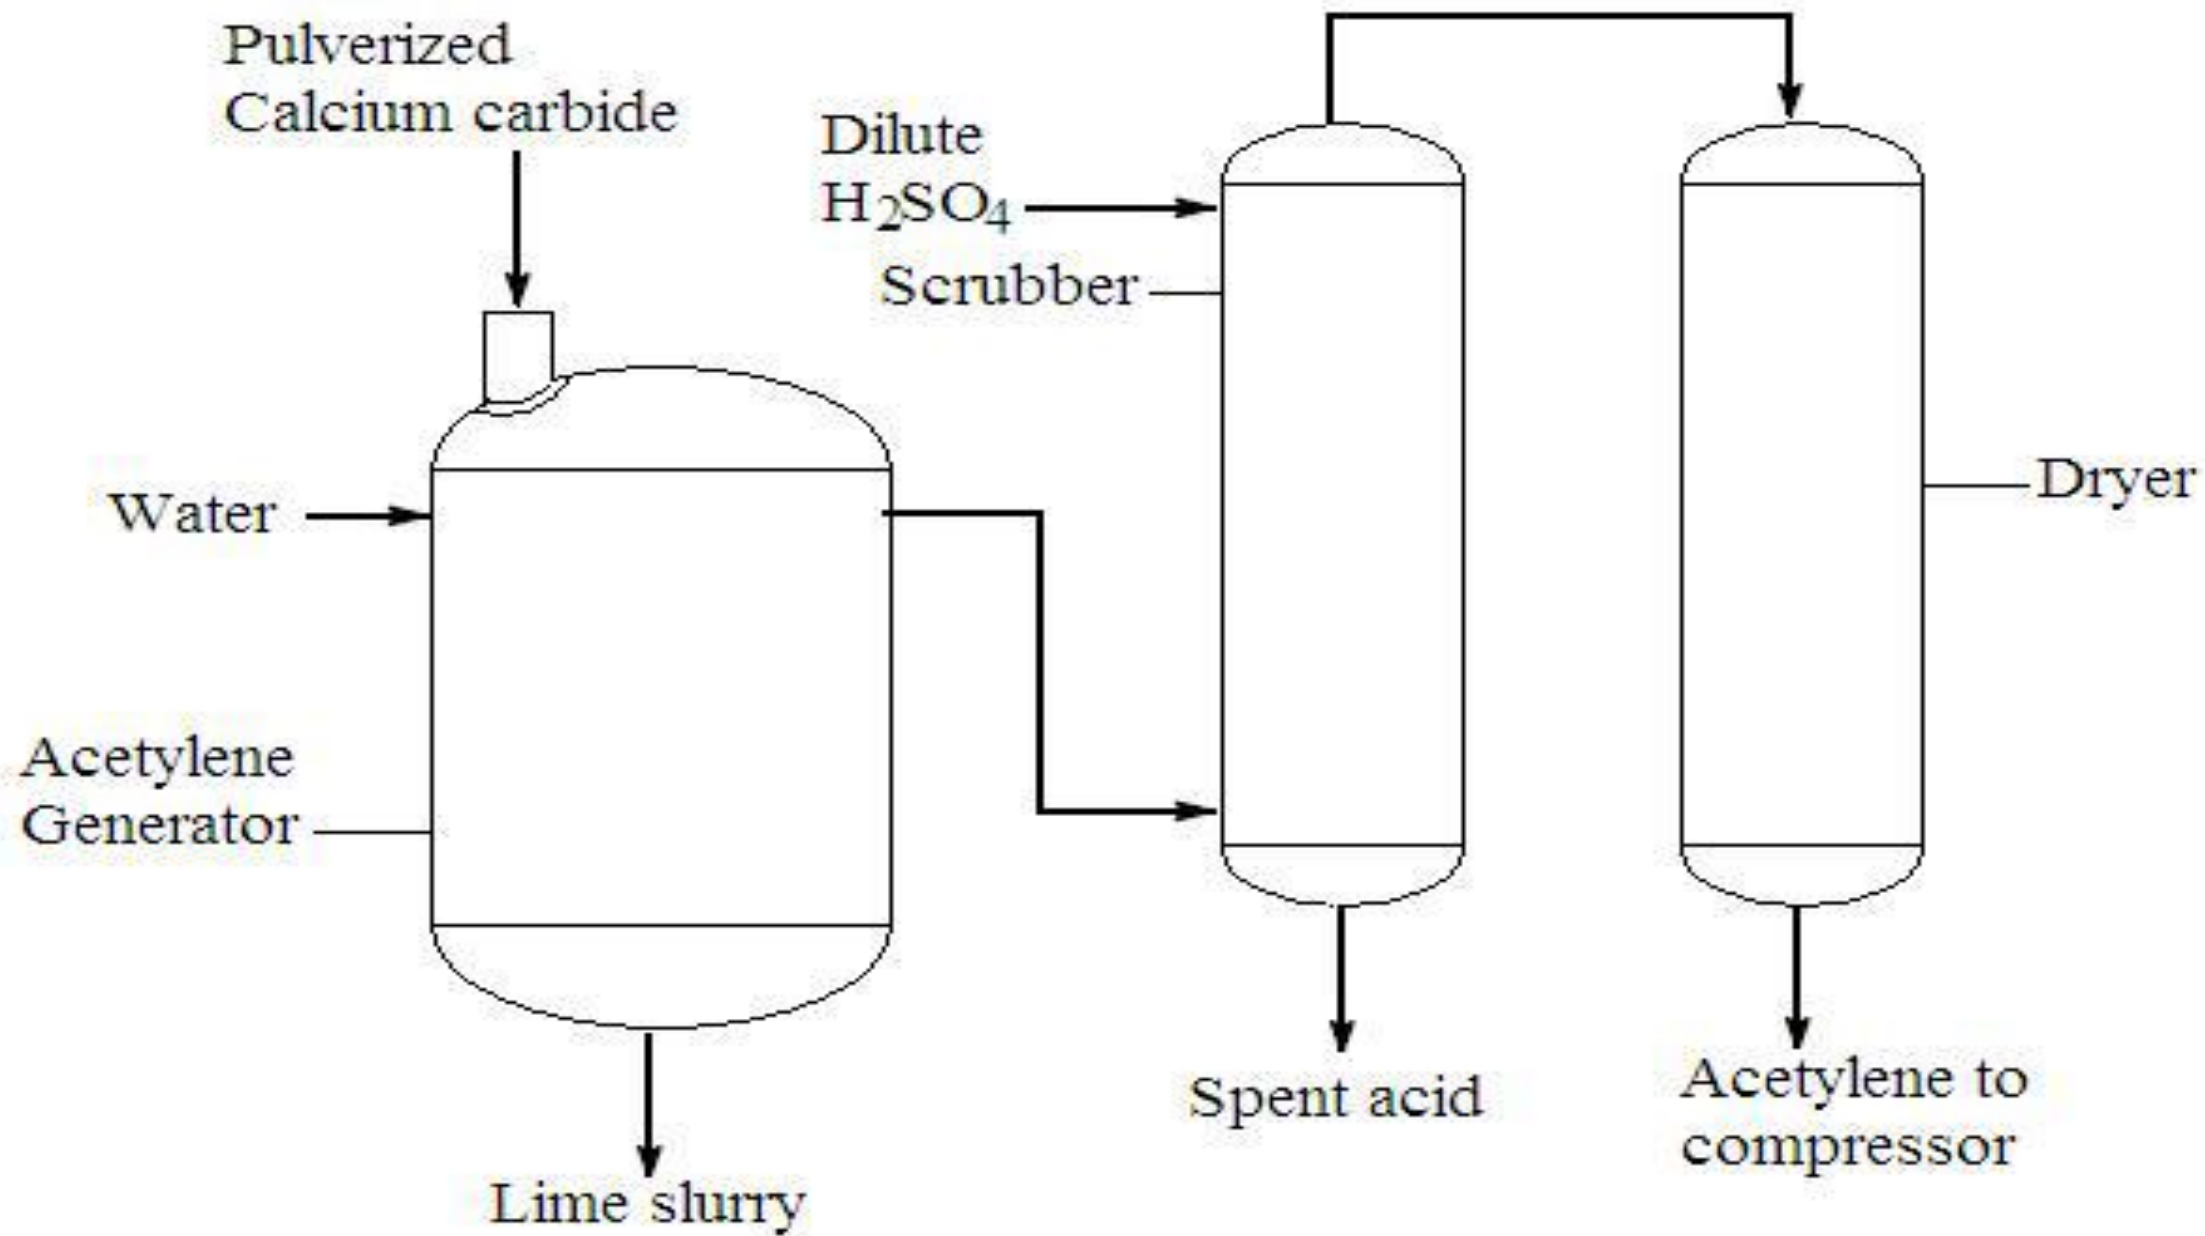 Pulverized
Calcium carbide
Dilute
H₂SO₄
Scrubber
Water
Dryer
Acetylene
Generator
Spent acid
Acetylene to
compressor
Lime slurry